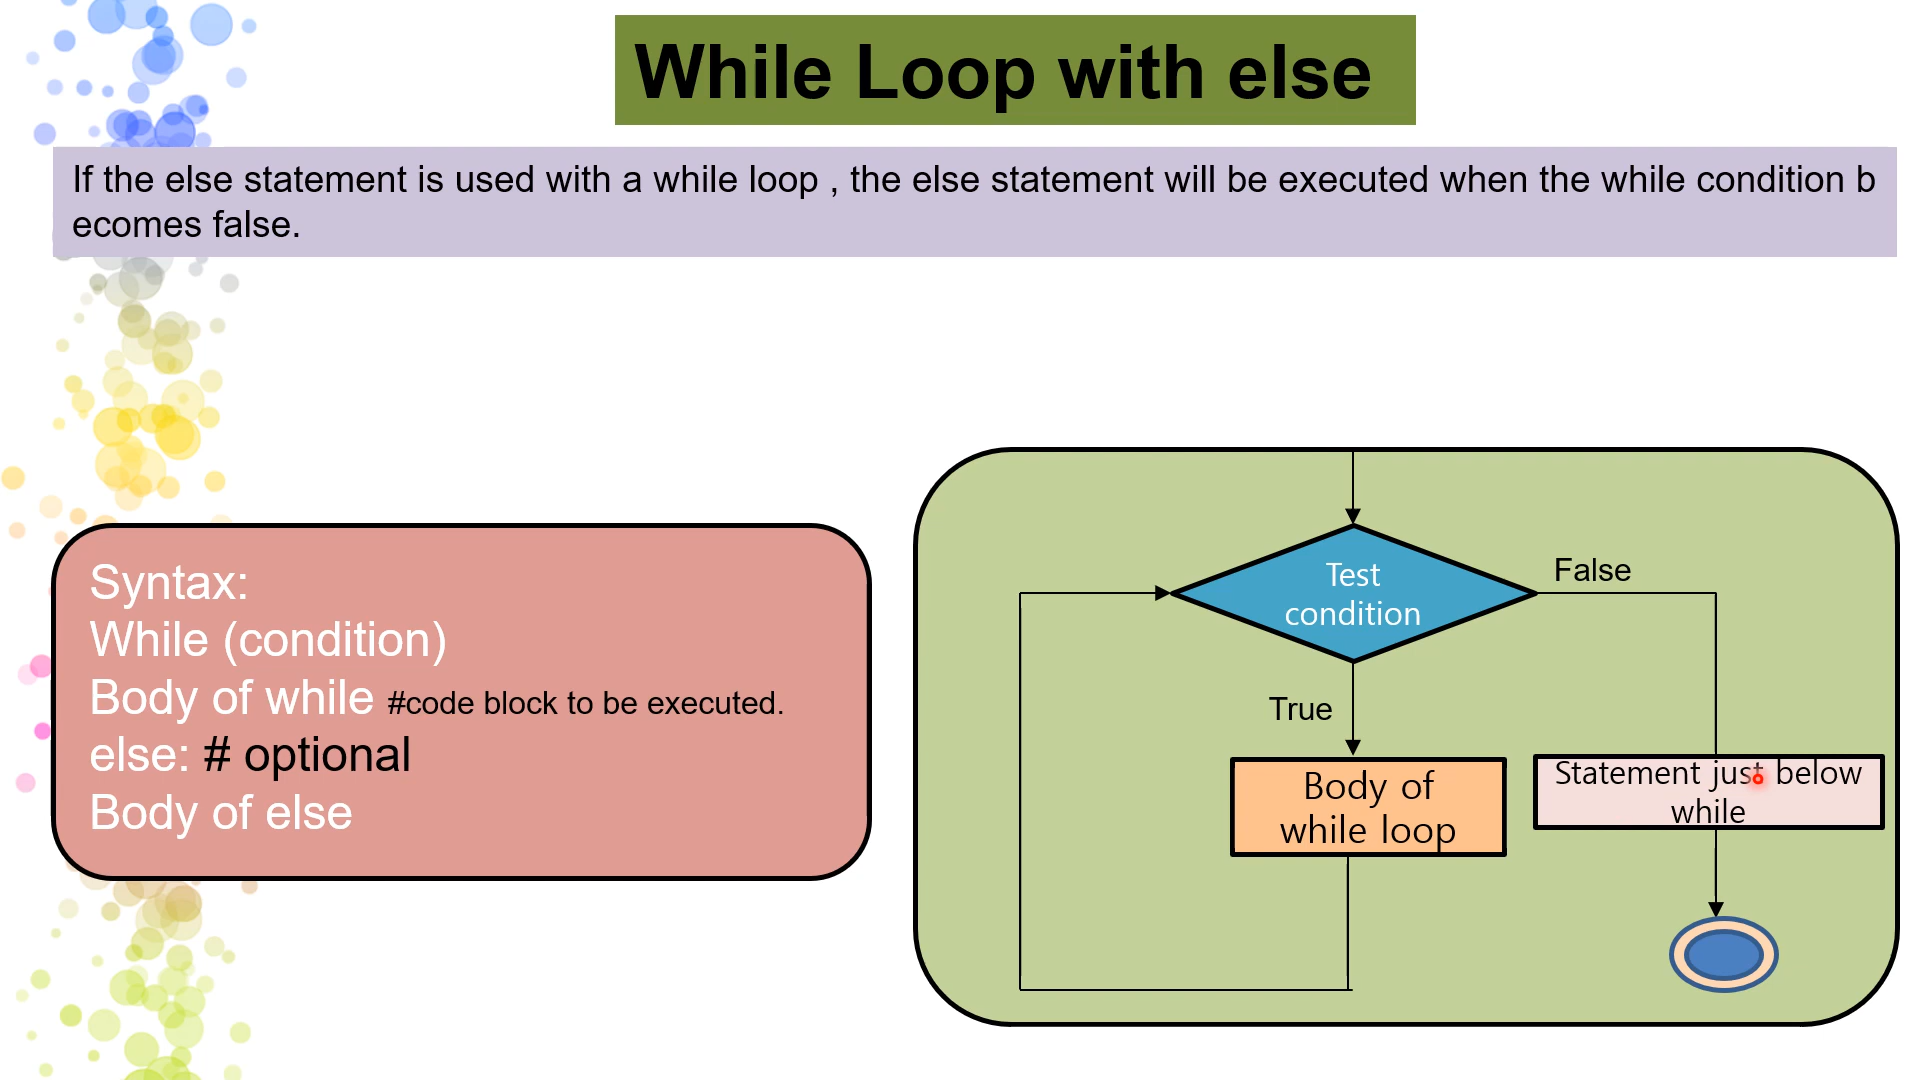 While Loop with else
If the else statement is used with a while loop , the else statement will be executed when the while condition b
ecomes false.
Syntax:
While (condition)
Body of while #code block to be executed.
else: # optional
Body of else
Test
condition
False
True
Body of
while loop
Statement just below
while